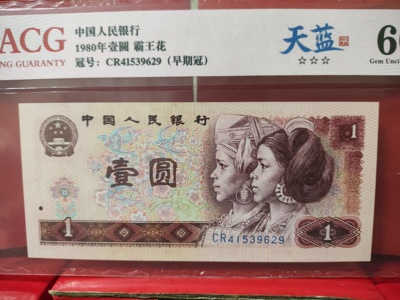 ACG
NG GUARANTY
中国人民银行
1980年壹圆 霸王花
冠号：CR41539629（早期冠）
天蓝
☆☆☆
6
Gem Unci
中国人民银行
1
壹圆
1
CR41539629
1